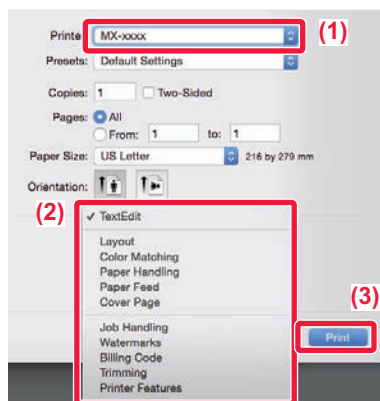 Printe MX-xxxx (1)
Presets: Default Settings
Copies: 1 Two-Sided
Pages: All
From: 1 to: 1
Paper Size: US Letter 216 by 279 mm
Orientation:
(2)
✓ TextEdit
Layout
Color Matching
Paper Handling
Paper Feed
Cover Page
(3)
Job Handling
Watermarks
Print
Billing Code
Trimming
Printer Features